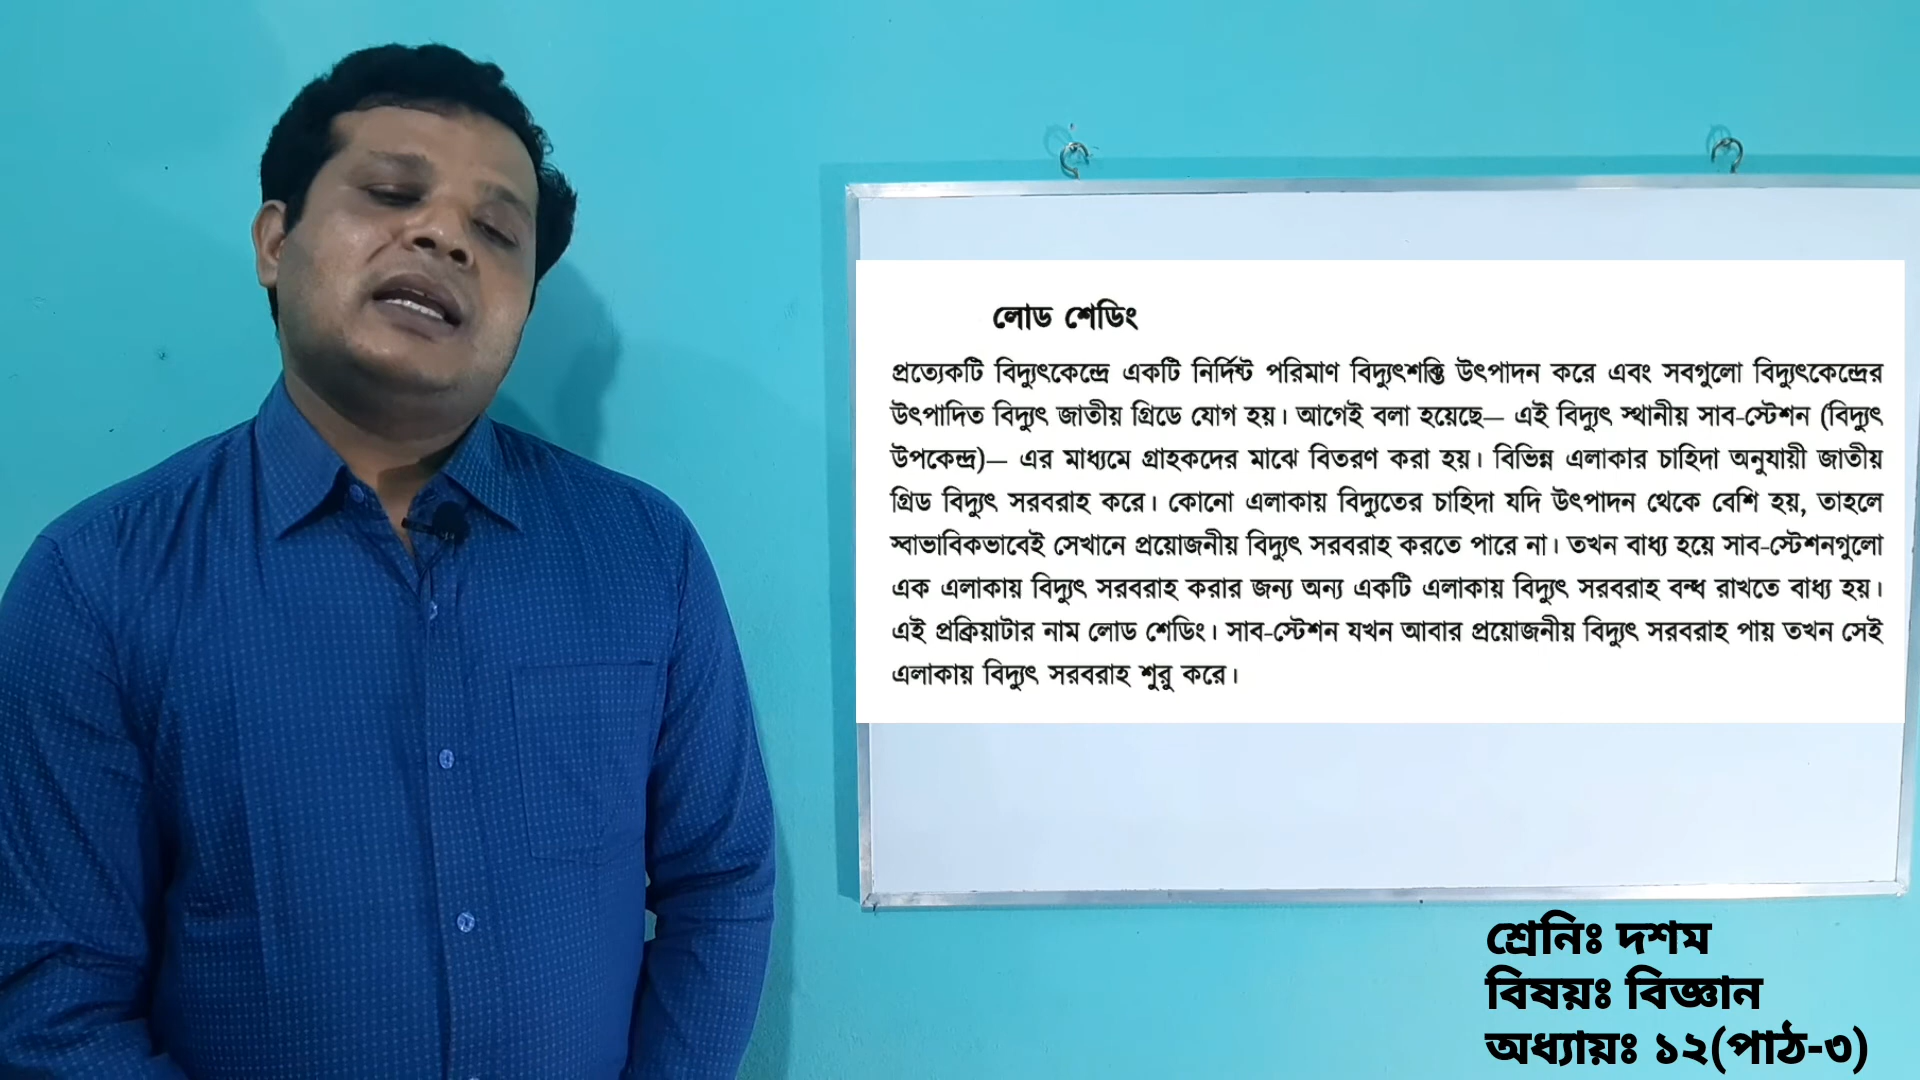 লোড শেডিং
প্রত্যেকটি বিদ্যুৎকেন্দ্রে একটি নির্দিষ্ট পরিমাণ বিদ্যুৎশক্তি উৎপাদন করে এবং সবগুলো বিদ্যুৎকেন্দ্রের
উৎপাদিত বিদ্যুৎ জাতীয় গ্রিডে যোগ হয়। আগেই বলা হয়েছে— এই বিদ্যুৎ স্থানীয় সাব-স্টেশন (বিদ্যুৎ
উপকেন্দ্র)— এর মাধ্যমে গ্রাহকদের মাঝে বিতরণ করা হয়। বিভিন্ন এলাকার চাহিদা অনুযায়ী জাতীয়
গ্রিড বিদ্যুৎ সরবরাহ করে। কোনো এলাকায় বিদ্যুতের চাহিদা যদি উৎপাদন থেকে বেশি হয়, তাহলে
স্বাভাবিকভাবেই সেখানে প্রয়োজনীয় বিদ্যুৎ সরবরাহ করতে পারে না। তখন বাধ্য হয়ে সাব-স্টেশনগুলো
এক এলাকায় বিদ্যুৎ সরবরাহ করার জন্য অন্য একটি এলাকায় বিদ্যুৎ সরবরাহ বন্ধ রাখতে বাধ্য হয়।
এই প্রক্রিয়াটার নাম লোড শেডিং। সাব-স্টেশন যখন আবার প্রয়োজনীয় বিদ্যুৎ সরবরাহ পায় তখন সেই
এলাকায় বিদ্যুৎ সরবরাহ শুরু করে।
শ্রেনিঃ দশম
বিষয়ঃ বিজ্ঞান
অধ্যায়ঃ ১২(পাঠ-৩)